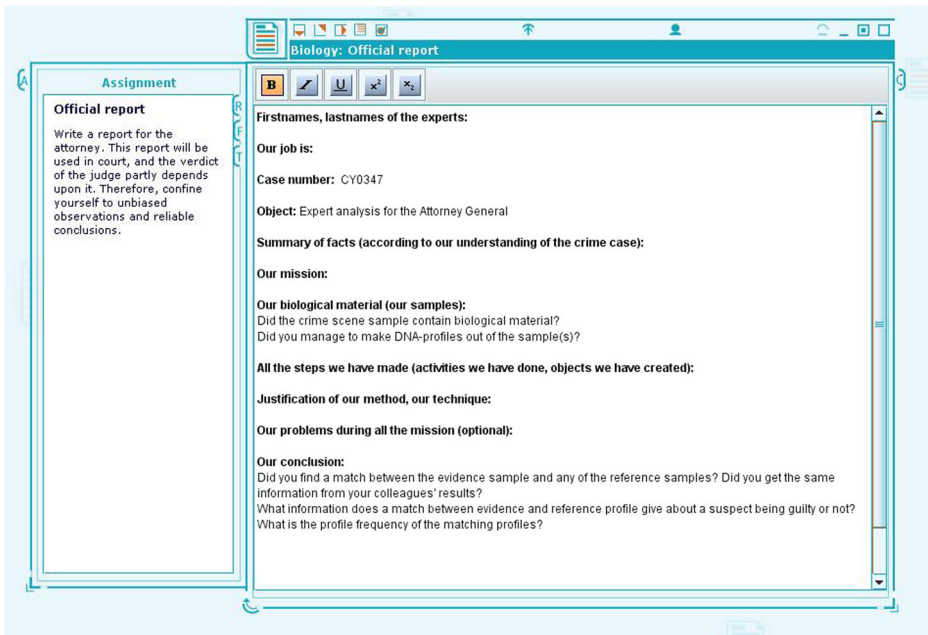 Biology: Official report
A
Assignment
C
Official report
R
F
T
Write a report for the
attorney. This report will be
used in court, and the verdict
of the judge partly depends
upon it. Therefore, confine
yourself to unbiased
observations and reliable
conclusions.
B I U x² x₂
Firstnames, lastnames of the experts:
Our job is:
Case number: CY0347
Object: Expert analysis for the Attorney General
Summary of facts (according to our understanding of the crime case):
Our mission:
Our biological material (our samples):
Did the crime scene sample contain biological material?
Did you manage to make DNA-profiles out of the sample(s)?
All the steps we have made (activities we have done, objects we have created):
Justification of our method, our technique:
Our problems during all the mission (optional):
Our conclusion:
Did you find a match between the evidence sample and any of the reference samples? Did you get the same
information from your colleagues' results?
What information does a match between evidence and reference profile give about a suspect being guilty or not?
What is the profile frequency of the matching profiles?